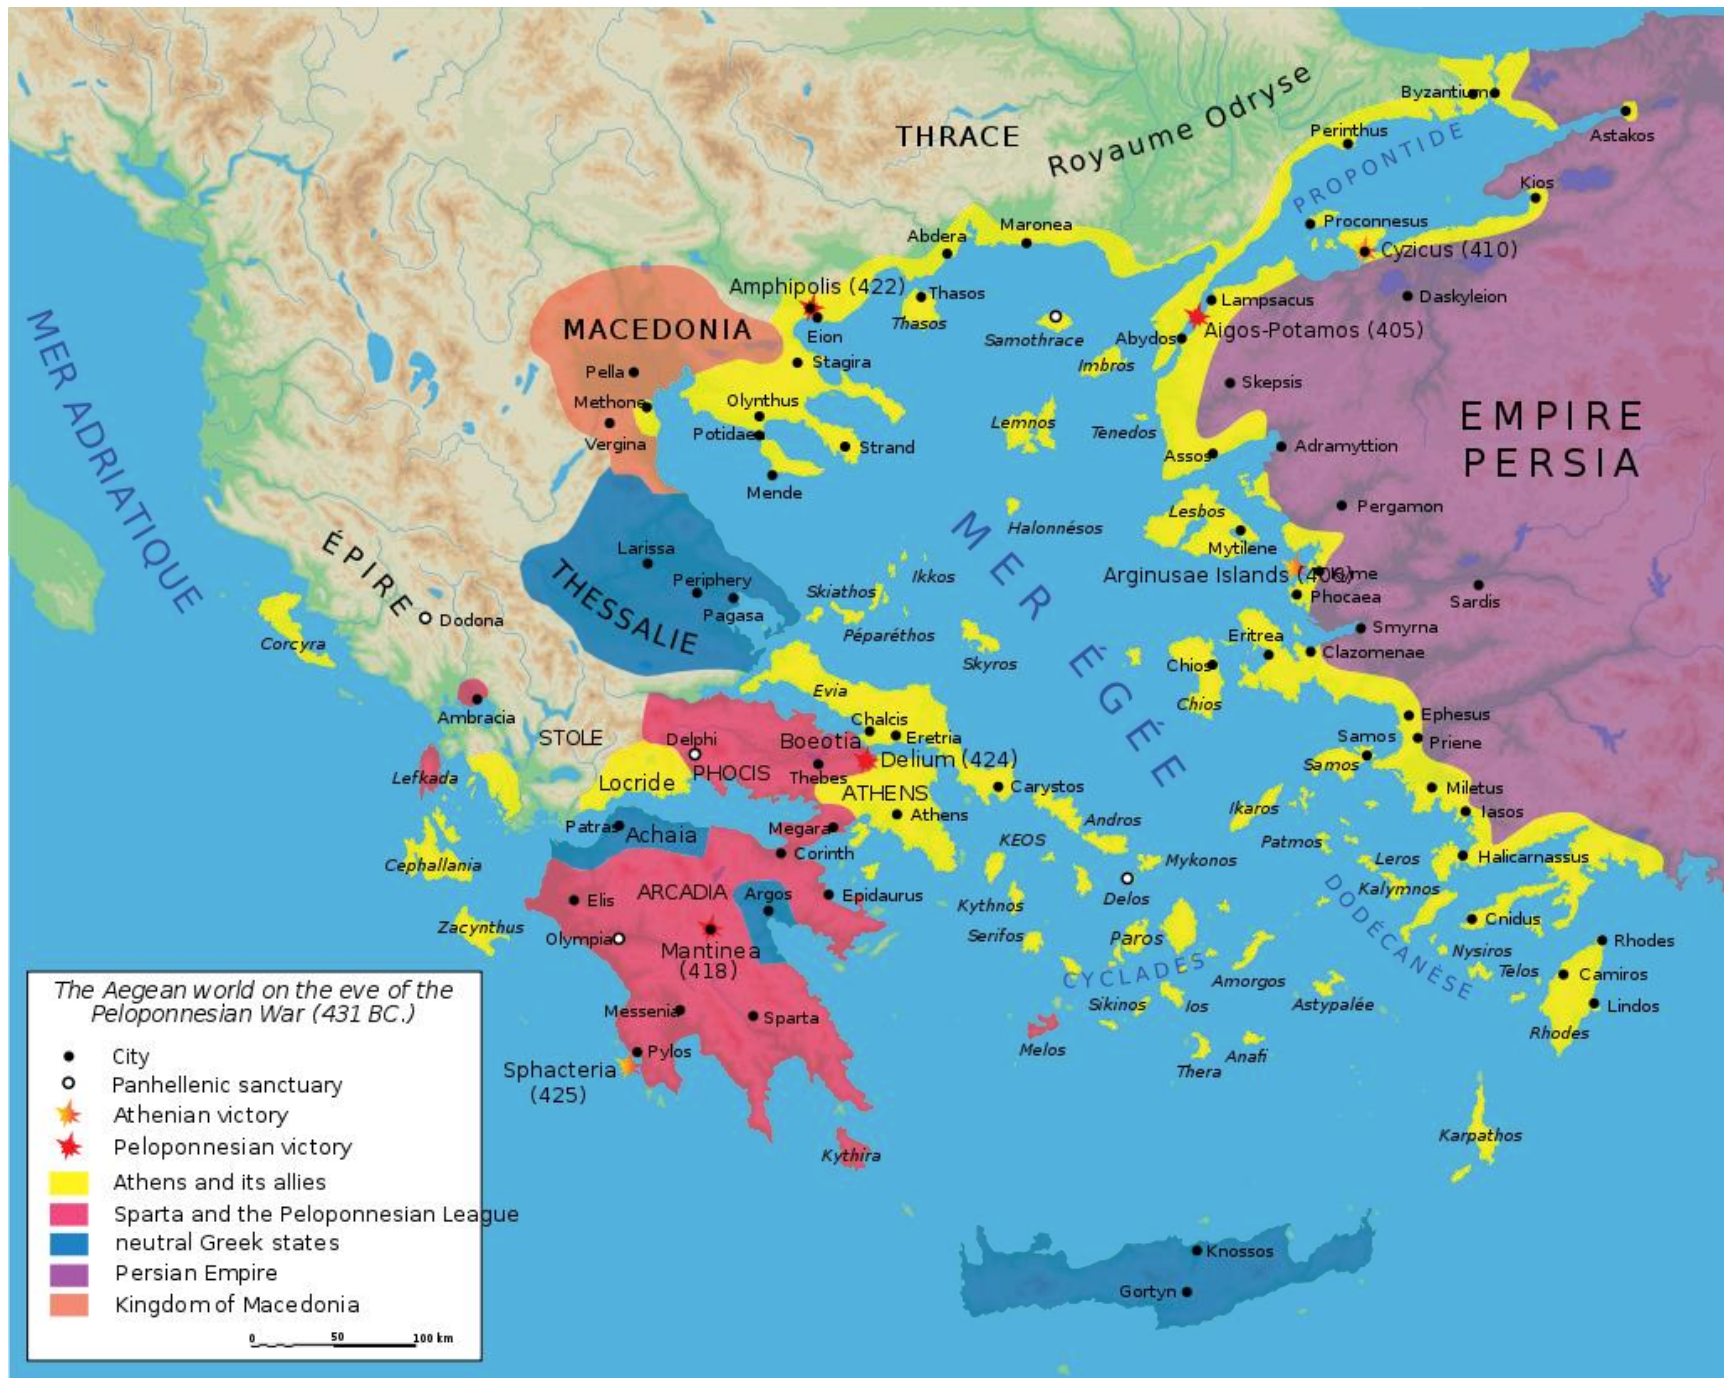 THRACE
Royaume Odryse
Byzantium
Perinthus
PROPONTIDE
Astakos
Kios
Proconnesus
Cyzicus (410)
Abdera
Maronea
Amphipolis (422)
Thasos
Thasos
Eion
Samothrace
Lampsacus
Daskyleion
Aigos-Potamos (405)
Abydos
Imbros
MACEDONIA
Pella
Stagira
Methone
Olynthus
Vergina
Potidae
Strand
Mende
Skepsis
Lemnos
Tenedos
EMPIRE
PERSIA
Assos
Adramyttion
MER ADRIATIQUE
Pergamon
Lesbos
Mytilene
Halonnésos
MER ÉGÉE
ÉPIRE
Larissa
Periphery
THESSALIE
Pagasa
Ikkos
Skiathos
Péparéthos
Skyros
Arginusae Islands (406)
Kyme
Phocaea
Sardis
Smyrna
Eritrea
Clazomenae
Chios
Chios
Dodona
Corcyra
Ambracia
STOLE
Lefkada
Evia
Chalcis
Eretria
Delphi
Boeotia
Delium (424)
PHOCIS
Thebes
Locride
ATHENS
Athens
Carystos
Ephesus
Priene
Samos
Samos
Miletus
Iasos
Patras
Achaia
Megara
Corinth
Andros
KEOS
Ikaros
Patmos
Mykonos
Leros
Halicarnassus
Cephallania
ARCADIA
Argos
Elis
Epidaurus
Kythnos
Delos
Kalymnos
DODÉCANÈSE
Zacynthus
Olympia
Mantinea
(418)
Serifos
Paros
Cnidus
Nysiros
Rhodes
CYCLADES
Amorgos
Telos
Camiros
Messenia
Sparta
Sikinos
Ios
Astypalée
Lindos
Rhodes
Pylos
Sphacteria
(425)
Melos
Thera
Anafi
Kythira
Karpathos
Knossos
Gortyn
The Aegean world on the eve of the
Peloponnesian War (431 BC.)
City
Panhellenic sanctuary
Athenian victory
Peloponnesian victory
Athens and its allies
Sparta and the Peloponnesian League
neutral Greek states
Persian Empire
Kingdom of Macedonia
0 50 100 km